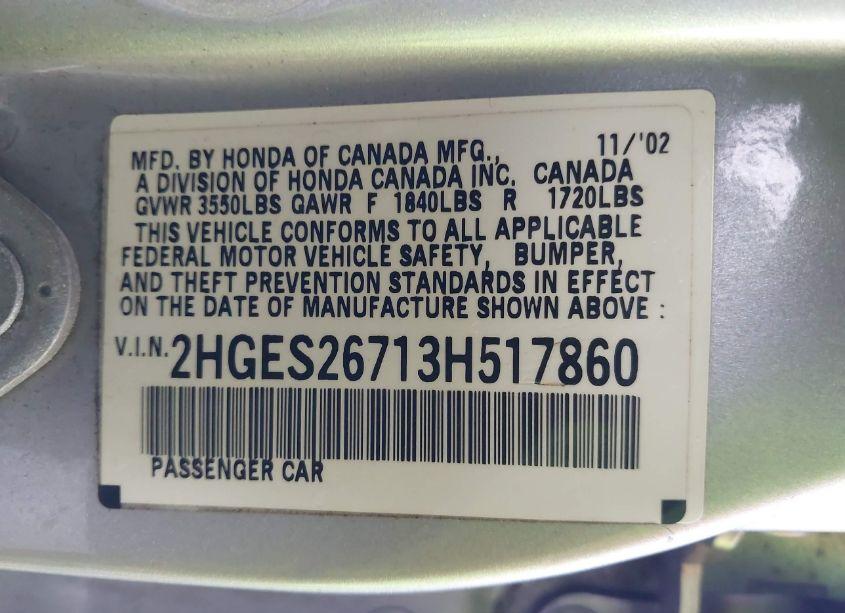 11/'02
MFD. BY HONDA OF CANADA MFG.,
A DIVISION OF HONDA CANADA INC. CANADA
GVWR 3550LBS GAWR F 1840LBS R 1720LBS
THIS VEHICLE CONFORMS TO ALL APPLICABLE
FEDERAL MOTOR VEHICLE SAFETY, BUMPER,
AND THEFT PREVENTION STANDARDS IN EFFECT
ON THE DATE OF MANUFACTURE SHOWN ABOVE :
V.I.N. 2HGES26713H517860
PASSENGER CAR